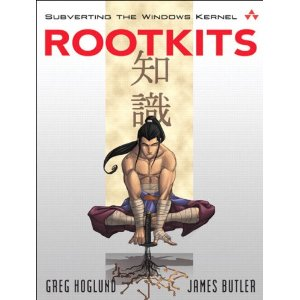 SUBVERTING THE WINDOWS KERNEL
ROOTKITS
知
識
GREG HOGLUND JAMES BUTLER